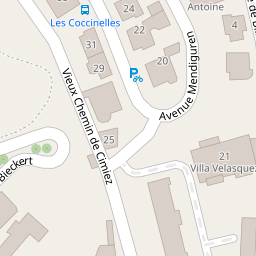 Antoine
Les Coccinelles
24
4
31
22
29
20
Avenue Mendiguren
Vieux Chemin de Cimiez
25
21
Villa Velasquez
Bieckert